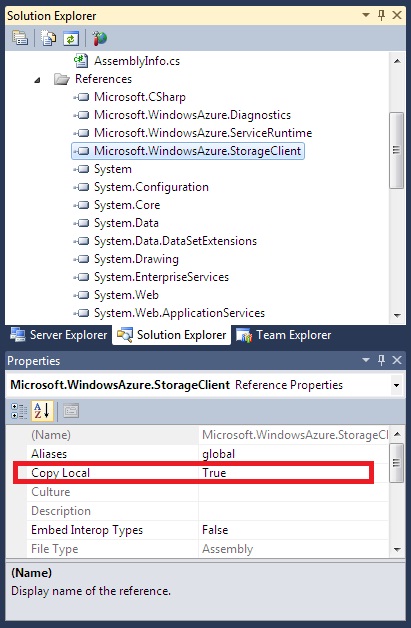 Solution Explorer
AssemblyInfo.cs
References
Microsoft.CSharp
Microsoft.WindowsAzure.Diagnostics
Microsoft.WindowsAzure.ServiceRuntime
Microsoft.WindowsAzure.StorageClient
System
System.Configuration
System.Core
System.Data
System.Data.DataSetExtensions
System.Drawing
System.EnterpriseServices
System.Web
System.Web.ApplicationServices
Server Explorer Solution Explorer Team Explorer
Properties
Microsoft.WindowsAzure.StorageClient Reference Properties
(Name) Microsoft.WindowsAzure.StorageCl
Aliases global
Copy Local True
Culture
Description
Embed Interop Types False
File Type Assembly
(Name)
Display name of the reference.